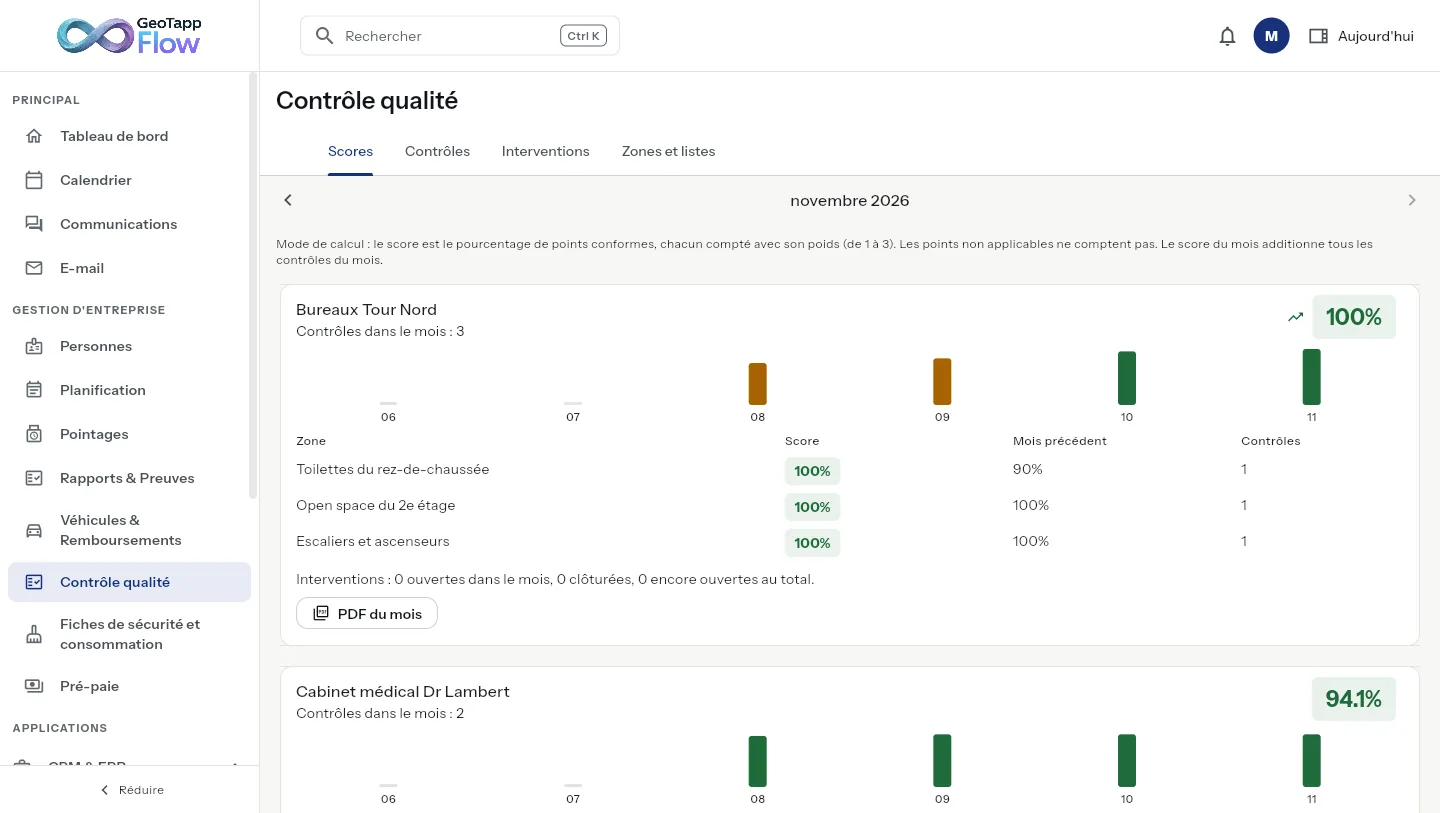 GeoTapp
Flow
Rechercher
Ctrl K
M
Aujourd'hui
PRINCIPAL
Tableau de bord
Calendrier
Communications
E-mail
GESTION D'ENTREPRISE
Personnes
Planification
Pointages
Rapports & Preuves
Véhicules &
Remboursements
Contrôle qualité
Fiches de sécurité et
consommation
Pré-paie
APPLICATIONS
CRM & ERP
Réduire
Contrôle qualité
Scores
Contrôles
Interventions
Zones et listes
novembre 2026
Mode de calcul : le score est le pourcentage de points conformes, chacun compté avec son poids (de 1 à 3). Les points non applicables ne comptent pas. Le score du mois additionne tous les
contrôles du mois.
Bureaux Tour Nord
Contrôles dans le mois : 3
100%
06 07 08 09 10 11
Zone Score Mois précédent Contrôles
Toilettes du rez-de-chaussée 100% 90% 1
Open space du 2e étage 100% 100% 1
Escaliers et ascenseurs 100% 100% 1
Interventions : 0 ouvertes dans le mois, 0 clôturées, 0 encore ouvertes au total.
PDF du mois
Cabinet médical Dr Lambert
Contrôles dans le mois : 2
94.1%
06 07 08 09 10 11